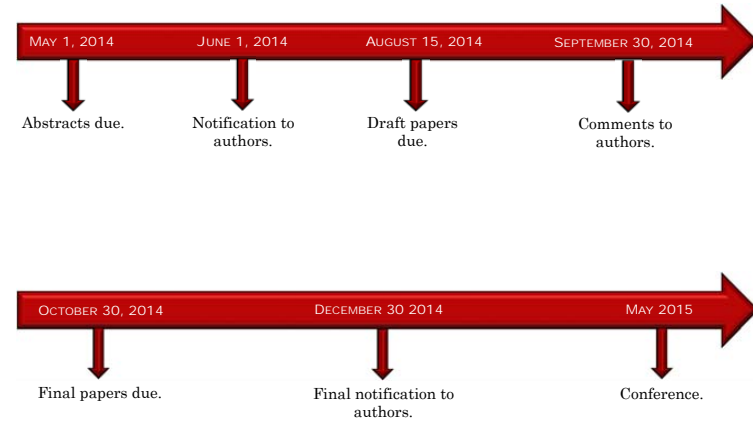 MAY 1, 2014 JUNE 1, 2014 AUGUST 15, 2014 SEPTEMBER 30, 2014
Abstracts due. Notification to authors. Draft papers due. Comments to authors.
OCTOBER 30, 2014 DECEMBER 30 2014 MAY 2015
Final papers due. Final notification to authors. Conference.